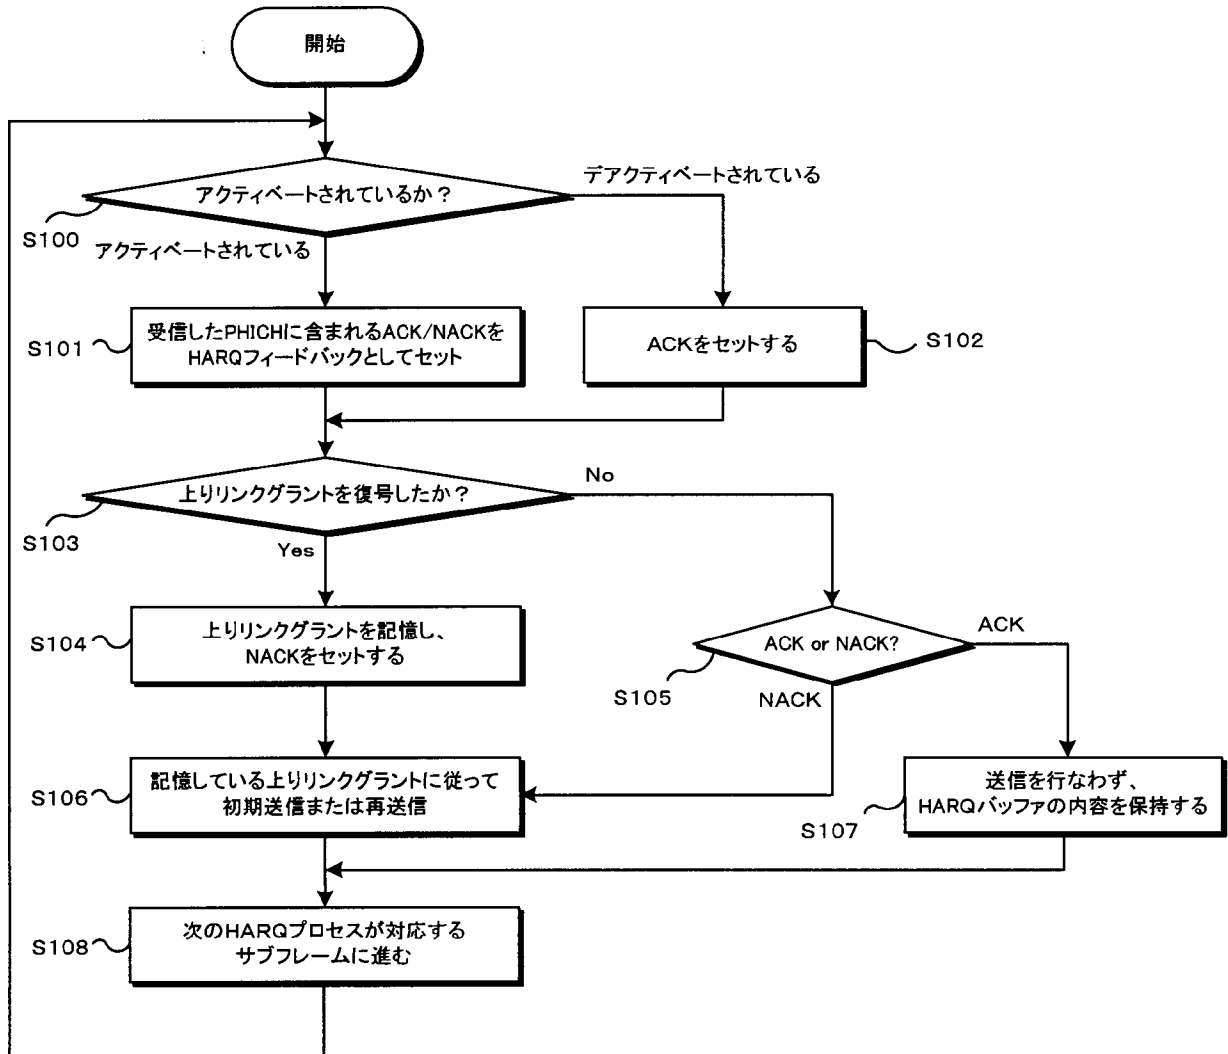 開始
アクティベートされているか？
デアクティベートされている
S100
アクティベートされている
受信したPHICHに含まれるACK/NACKを
HARQフィードバックとしてセット
S101
ACKをセットする
S102
上りリンクグラントを復号したか？
No
S103
Yes
上りリンクグラントを記憶し、
NACKをセットする
S104
ACK or NACK?
ACK
S105
NACK
記憶している上りリンクグラントに従って
初期送信または再送信
S106
送信を行なわず、
HARQバッファの内容を保持する
S107
次のHARQプロセスが対応する
サブフレームに進む
S108